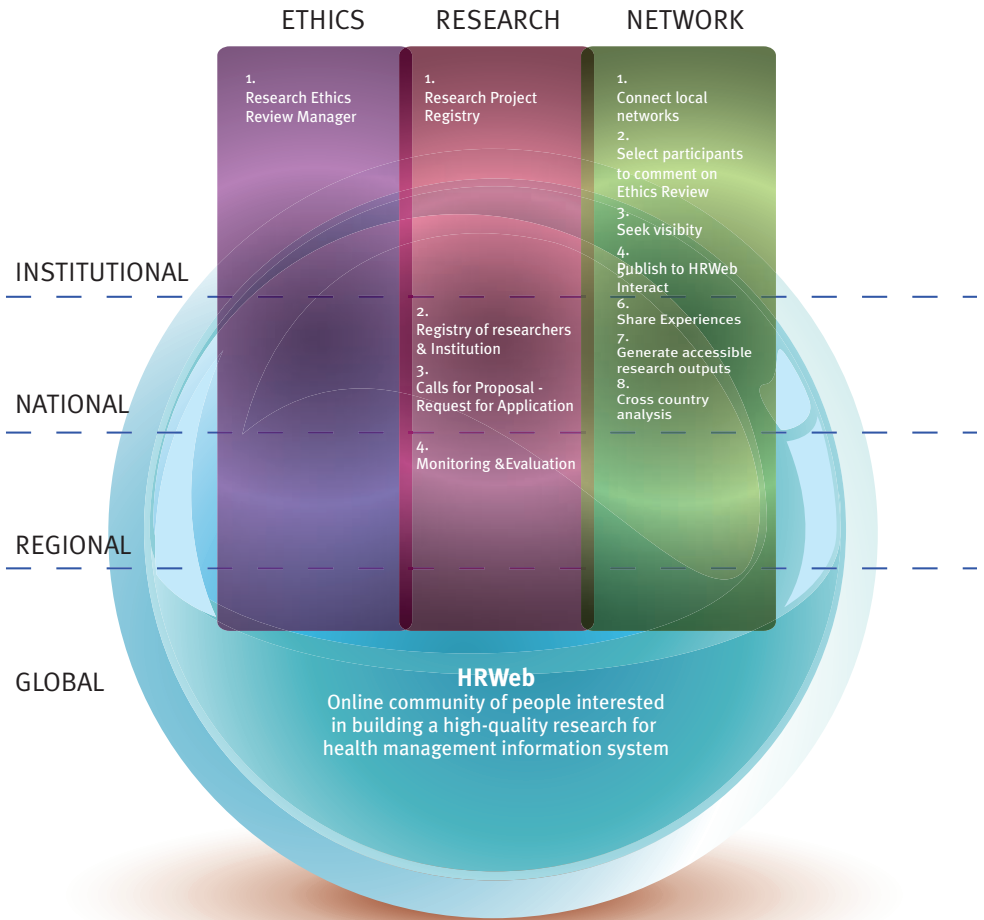 ETHICS
RESEARCH
NETWORK
1.
Research Ethics
Review Manager
1.
Research Project
Registry
2.
Registry of researchers
& Institution
3.
Calls for Proposal -
Request for Application
4.
Monitoring &Evaluation
1.
Connect local
networks
2.
Select participants
to comment on
Ethics Review
3.
Seek visibity
4.
Publish to HRWeb
5.
Interact
6.
Share Experiences
7.
Generate accessible
research outputs
8.
Cross country
analysis
INSTITUTIONAL
NATIONAL
REGIONAL
GLOBAL
HRWeb
Online community of people interested
in building a high-quality research for
health management information system